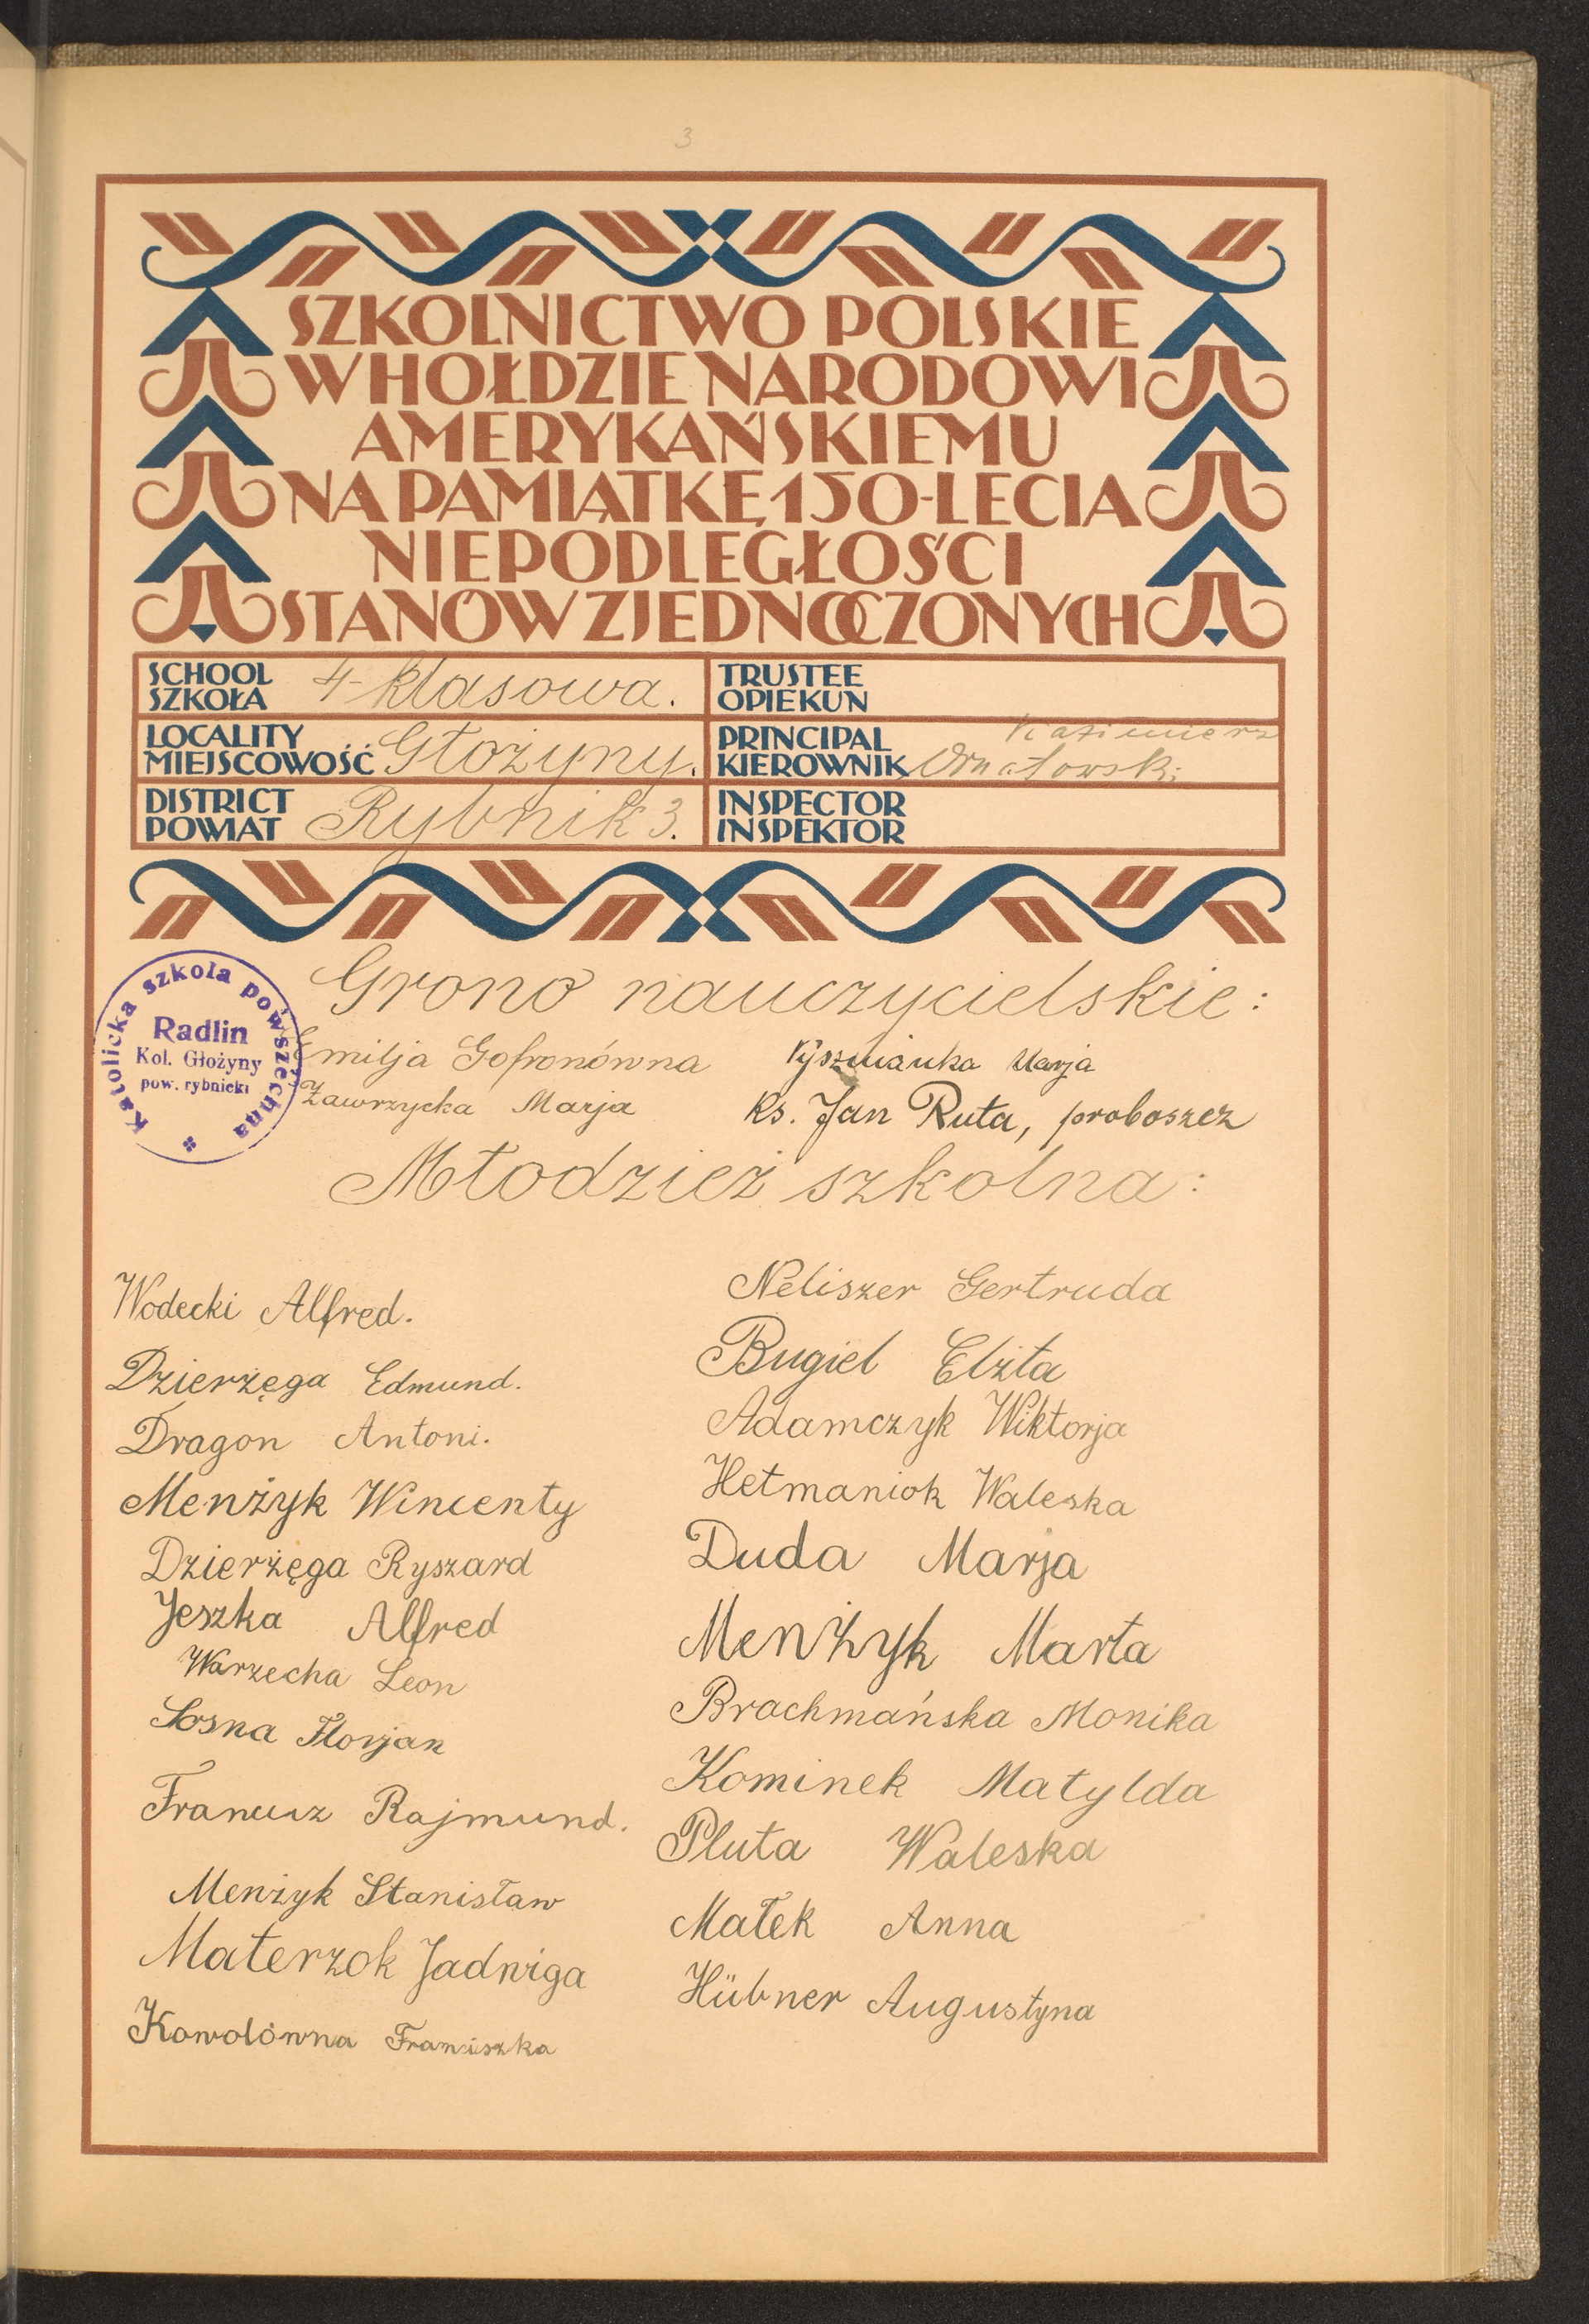 3
SZKOLNICTWO POLSKIE
W HOŁDZIE NARODOWI
AMERYKAŃSKIEMU
NA PAMIĄTKĘ 150-LECIA
NIEPODLEGŁOŚCI
STANÓW ZJEDNOCZONYCH
SCHOOL
SZKOŁA 4-klasowa.
TRUSTEE
OPIEKUN
LOCALITY
MIEJSCOWOŚĆ Głożyny.
PRINCIPAL Kazimierz
KIEROWNIK Ornatowski
DISTRICT
POWIAT Rybnik 3.
INSPECTOR
INSPEKTOR
Katolicka szkoła powszechna
Radlin
Kol. Głożyny
pow. rybnicki
Grono nauczycielskie:
Emilja Gofronówna
Marja
Zawrzycka Marja
Ks. Jan Ruta, proboszcz
Młodzież szkolna:
Wodecki Alfred.
Dzierżęga Edmund.
Dragon Antoni.
Menżyk Wincenty
Dzierżęga Ryszard
Jeszka Alfred
Warzecha Leon
Sosna Florjan
Francuz Rajmund.
Menżyk Stanisław
Materzok Jadwiga
Kowolówna Franciszka
Neliszer Gertruda
Bugiel Elżta
Adamczyk Wiktorja
Hetmaniok Waleska
Duda Marja
Menżyk Marta
Brachmańska Monika
Kominek Matylda
Pluta Waleska
Małek Anna
Hübner Augustyna